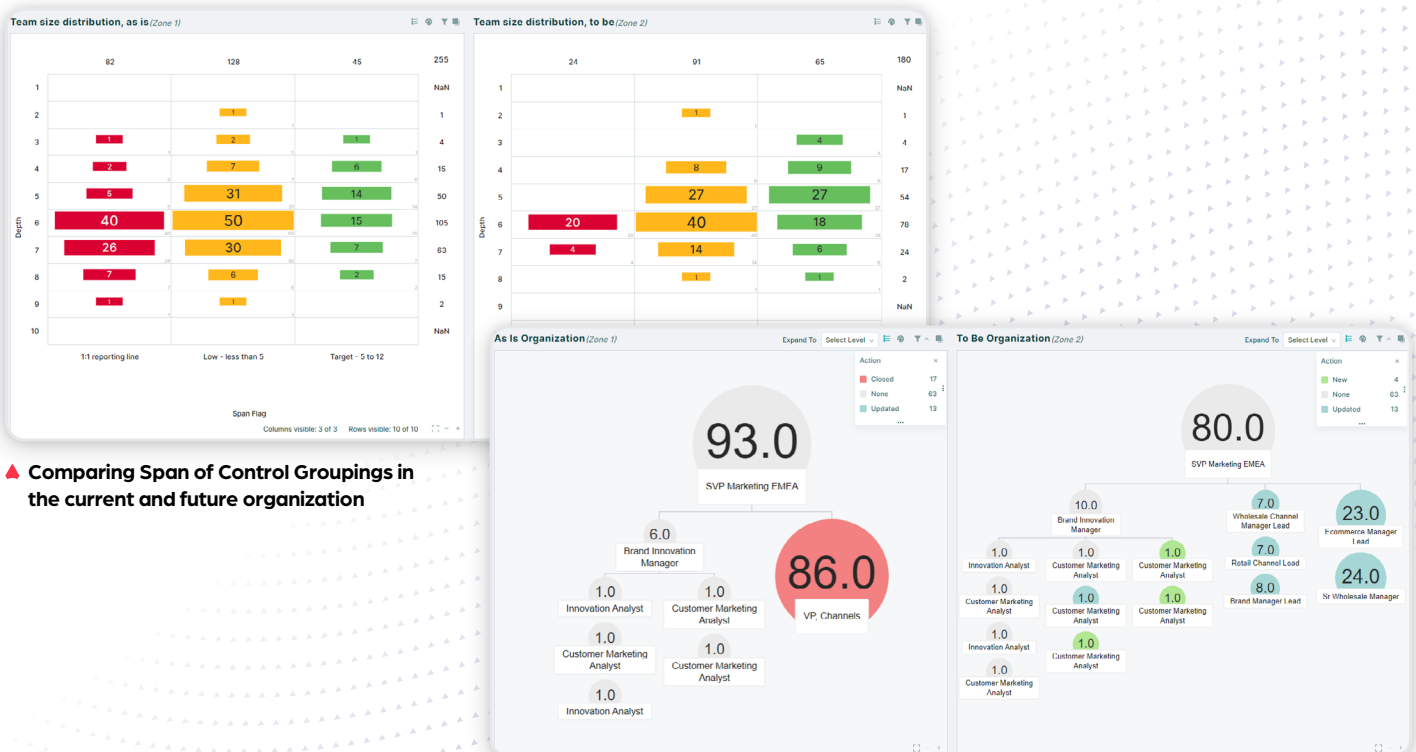 Team size distribution, as is (Zone 1)
82 128 45 255
1 NaN
2 1 1
3 1 2 1 4
4 2 7 6 15
5 5 31 14 50
Depth
6 40 50 15 105
7 26 30 7 63
8 7 6 2 15
9 1 1 2
10 NaN
1:1 reporting line Low - less than 5 Target - 5 to 12
Span Flag
Columns visible: 3 of 3 Rows visible: 10 of 10
Team size distribution, to be (Zone 2)
24 91 65 180
1 NaN
2 1 1
3 4 4
4 8 9 17
5 27 27 54
Depth
6 20 40 18 78
7 4 14 6 24
8 1 1 2
9 NaN
Comparing Span of Control Groupings in
the current and future organization
As Is Organization (Zone 1)
Expand To Select Level
Action ×
Closed 17
None 63
Updated 13
...
93.0
SVP Marketing EMEA
6.0
Brand Innovation
Manager
86.0
VP, Channels
1.0
Innovation Analyst
1.0
Customer Marketing
Analyst
1.0
Customer Marketing
Analyst
1.0
Customer Marketing
Analyst
1.0
Innovation Analyst
To Be Organization (Zone 2)
Expand To Select Level
Action ×
New 4
None 63
Updated 13
...
80.0
SVP Marketing EMEA
10.0
Brand Innovation
Manager
7.0
Wholesale Channel
Manager Lead
23.0
Ecommerce Manager
Lead
1.0
Innovation Analyst
1.0
Customer Marketing
Analyst
1.0
Customer Marketing
Analyst
7.0
Retail Channel Lead
24.0
Sr Wholesale Manager
1.0
Customer Marketing
Analyst
1.0
Customer Marketing
Analyst
1.0
Customer Marketing
Analyst
8.0
Brand Manager Lead
1.0
Innovation Analyst
1.0
Customer Marketing
Analyst
1.0
Customer Marketing
Analyst